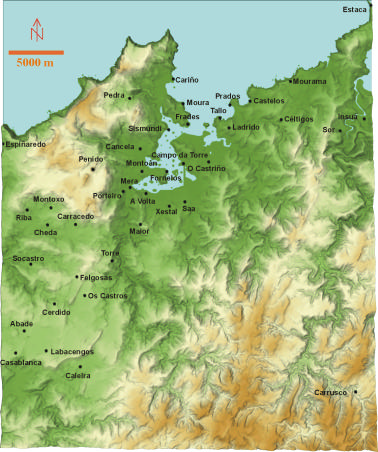 Estaca
N
5000 m
Cariño
Mourama
Pedra
Prados
Castelos
Moura
Tallo
Insua
Frades
Céltigos
Sismundi
Ladrido
Sor
Espiñaredo
Cancela
Campo da Torre
Penido
Montoán
O Castriño
Fornelos
Mera
Porteiro
A Volta
Saa
Montoxo
Xestal
Riba
Carracedo
Cheda
Maior
Socastro
Torre
Felgosas
Os Castros
Cerdido
Abade
Labacengos
Casablanca
Caleira
Carrusco